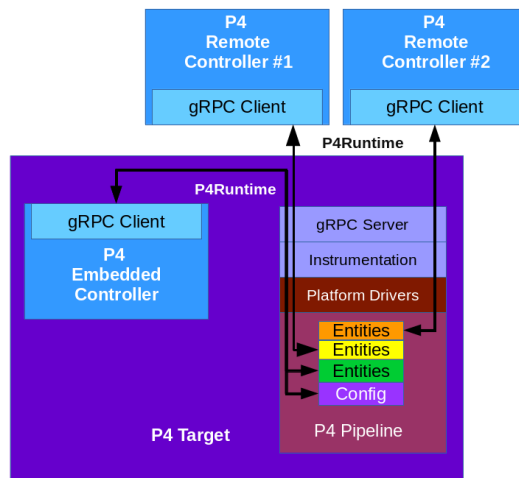 P4
Remote
Controller #1
gRPC Client
P4
Remote
Controller #2
gRPC Client
P4Runtime
P4Runtime
gRPC Client
P4
Embedded
Controller
gRPC Server
Instrumentation
Platform Drivers
Entities
Entities
Entities
Config
P4 Pipeline
P4 Target